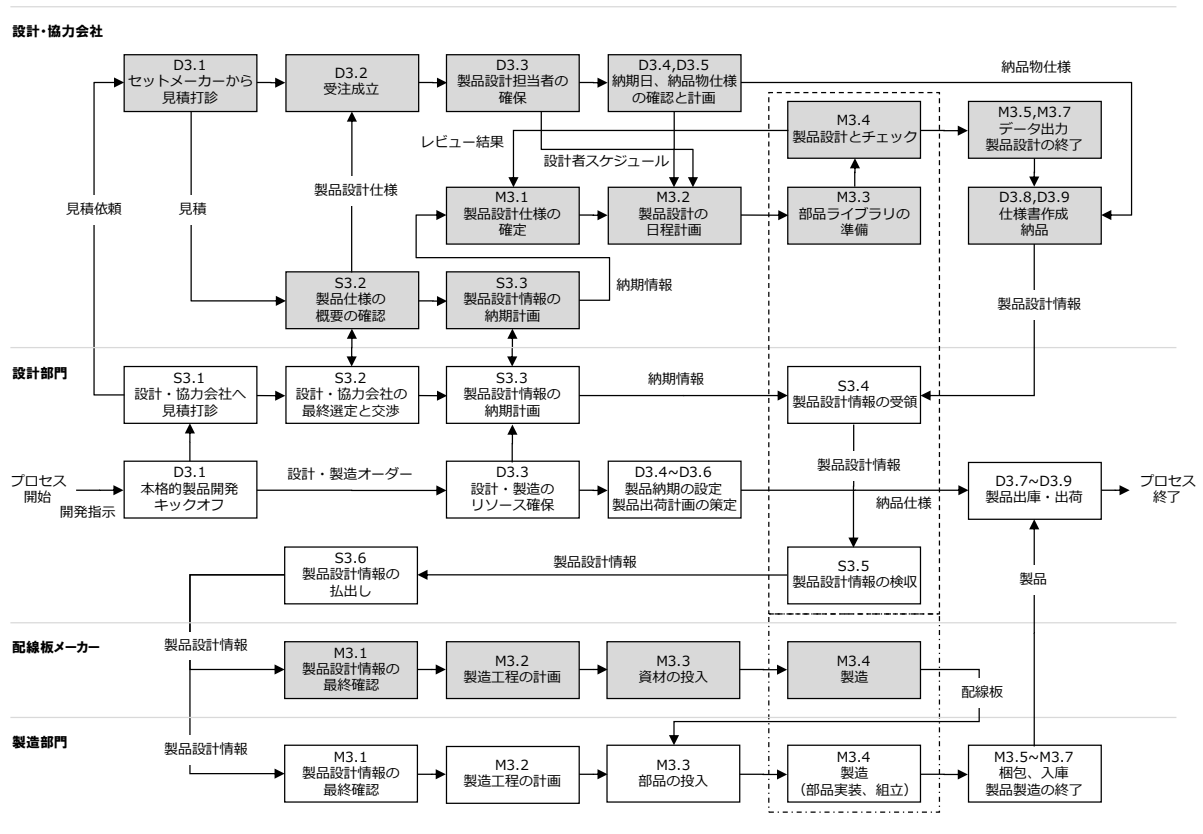 設計・協力会社
D3.1
セットメーカーから
見積打診
D3.2
受注成立
D3.3
製品設計担当者の
確保
D3.4,D3.5
納期日、納品物仕様
の確認と計画
納品物仕様
M3.4
製品設計とチェック
M3.5,M3.7
データ出力
製品設計の終了
レビュー結果
設計者スケジュール
見積依頼
見積
製品設計仕様
M3.1
製品設計仕様の
確定
M3.2
製品設計の
日程計画
M3.3
部品ライブラリの
準備
D3.8,D3.9
仕様書作成
納品
S3.2
製品仕様の
概要の確認
S3.3
製品設計情報の
納期計画
納期情報
製品設計情報
設計部門
S3.1
設計・協力会社へ
見積打診
S3.2
設計・協力会社の
最終選定と交渉
S3.3
製品設計情報の
納期計画
納期情報
S3.4
製品設計情報の受領
製品設計情報
プロセス
開始
開発指示
D3.1
本格的製品開発
キックオフ
設計・製造オーダー
D3.3
設計・製造の
リソース確保
D3.4~D3.6
製品納期の設定
製品出荷計画の策定
納品仕様
D3.7~D3.9
製品出庫・出荷
プロセス
終了
S3.6
製品設計情報の
払出し
製品設計情報
S3.5
製品設計情報の検収
製品
配線板メーカー
製品設計情報
M3.1
製品設計情報の
最終確認
M3.2
製造工程の計画
M3.3
資材の投入
M3.4
製造
配線板
製造部門
製品設計情報
M3.1
製品設計情報の
最終確認
M3.2
製造工程の計画
M3.3
部品の投入
M3.4
製造
（部品実装、組立）
M3.5~M3.7
梱包、入庫
製品製造の終了